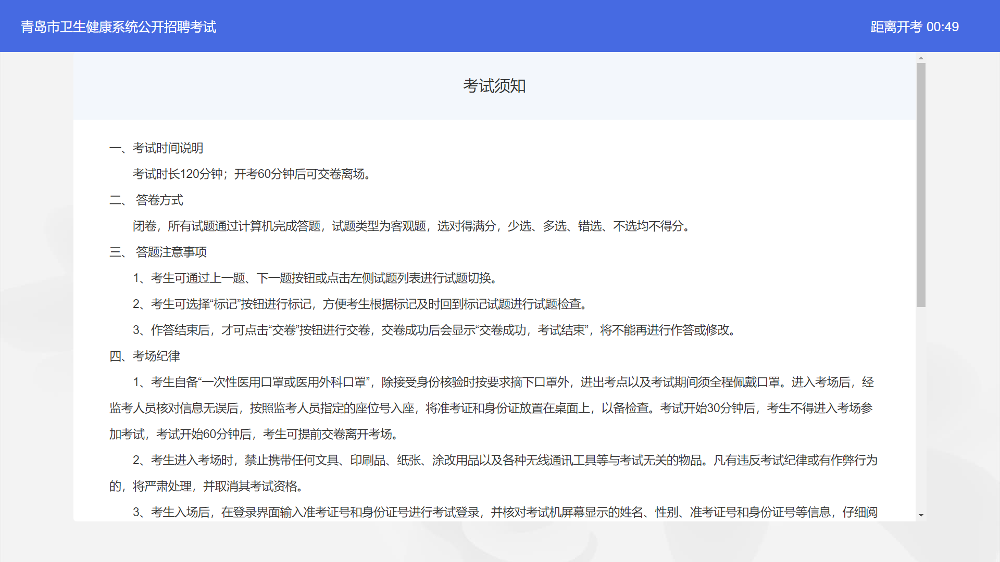 青岛市卫生健康系统公开招聘考试
距离开考 00:49
考试须知
一、考试时间说明
考试时长120分钟；开考60分钟后可交卷离场。
二、 答卷方式
闭卷，所有试题通过计算机完成答题，试题类型为客观题，选对得满分，少选、多选、错选、不选均不得分。
三、 答题注意事项
1、考生可通过上一题、下一题按钮或点击左侧试题列表进行试题切换。
2、考生可选择“标记”按钮进行标记，方便考生根据标记及时回到标记试题进行试题检查。
3、作答结束后，才可点击“交卷”按钮进行交卷，交卷成功后会显示“交卷成功，考试结束”，将不能再进行作答或修改。
四、考场纪律
1、考生自备“一次性医用口罩或医用外科口罩”，除接受身份核验时按要求摘下口罩外，进出考点以及考试期间须全程佩戴口罩。进入考场后，经
监考人员核对信息无误后，按照监考人员指定的座位号入座，将准考证和身份证放置在桌面上，以备检查。考试开始30分钟后，考生不得进入考场参
加考试，考试开始60分钟后，考生可提前交卷离开考场。
2、考生进入考场时，禁止携带任何文具、印刷品、纸张、涂改用品以及各种无线通讯工具等与考试无关的物品。凡有违反考试纪律或有作弊行为
的，将严肃处理，并取消其考试资格。
3、考生入场后，在登录界面输入准考证号和身份证号进行考试登录，并核对考试机屏幕显示的姓名、性别、准考证号和身份证号等信息，仔细阅